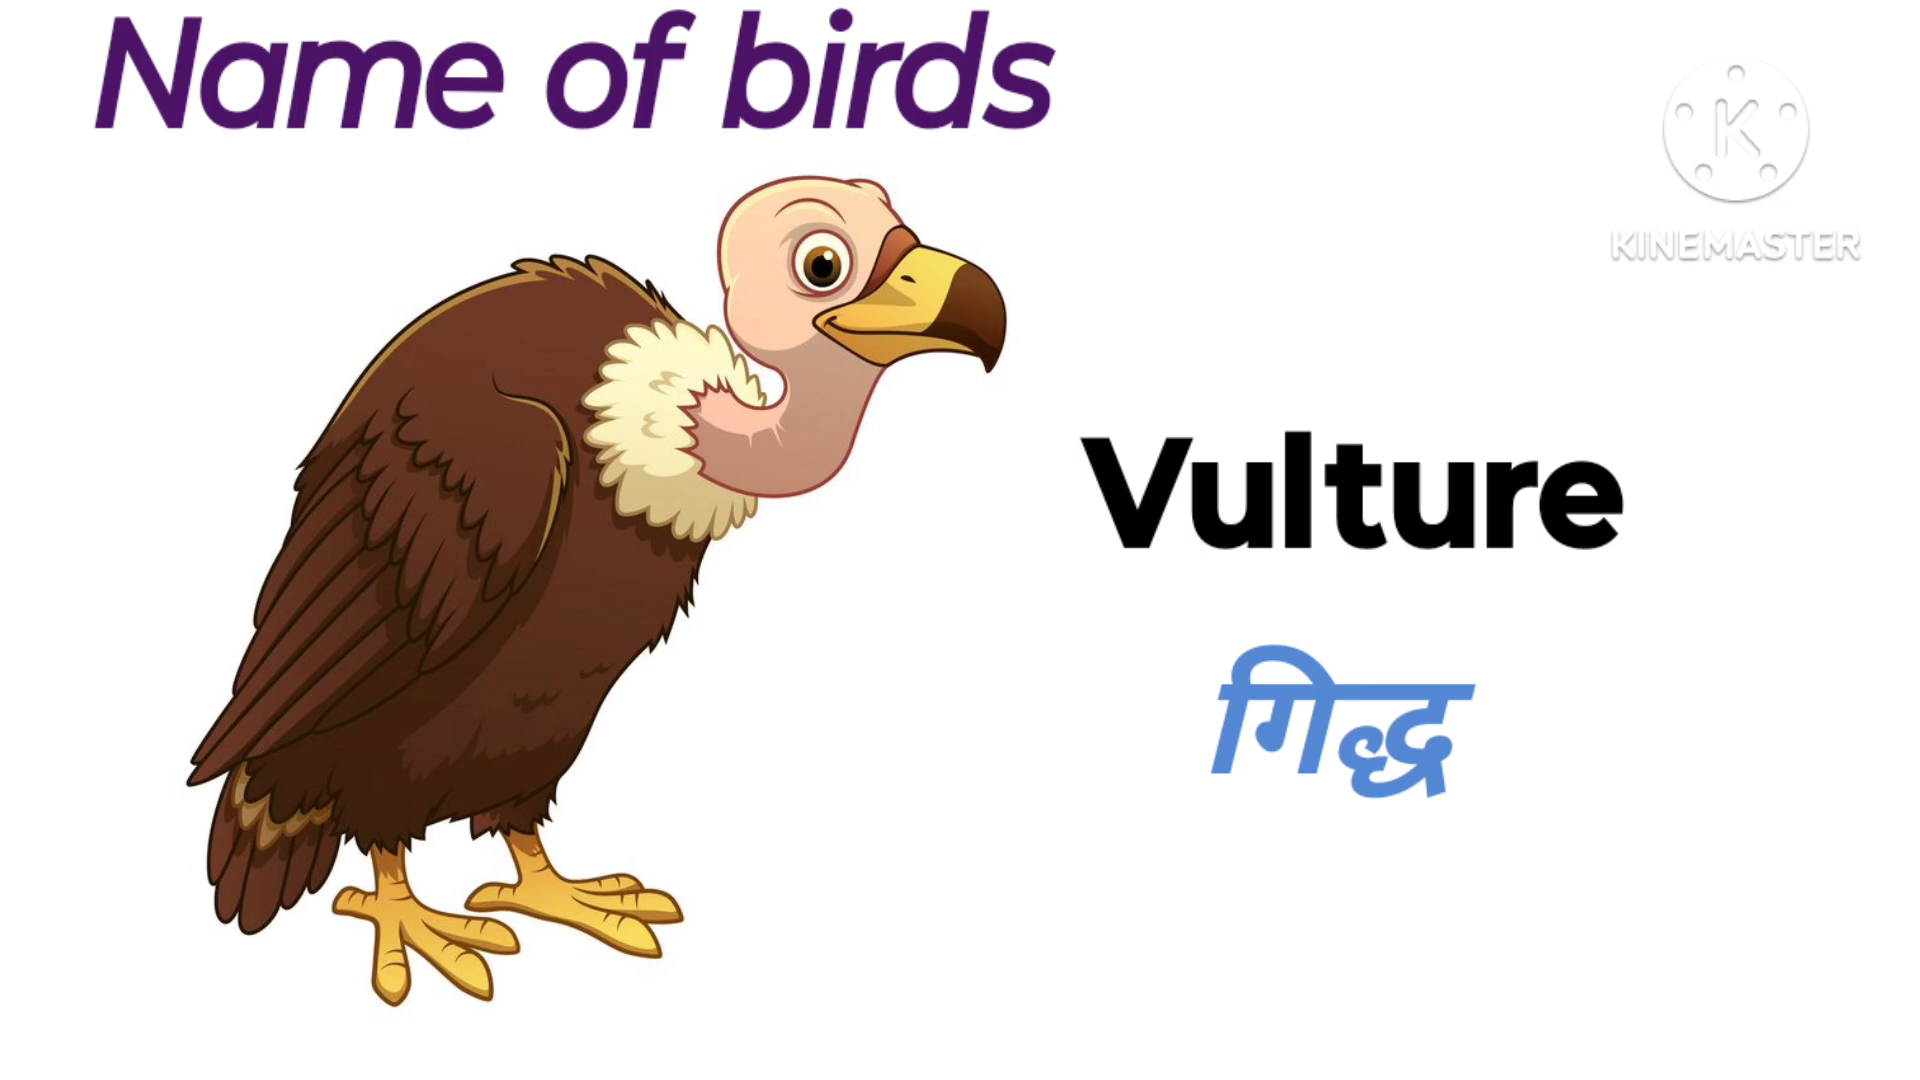 Name of birds
K
KINEMASTER
Vulture
गिद्ध